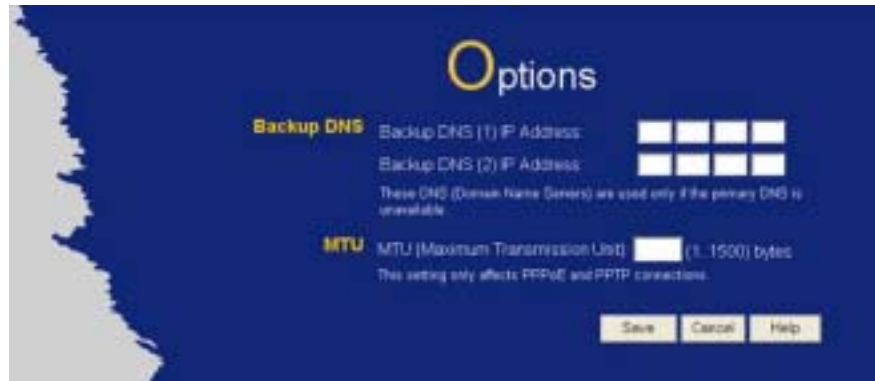 Options
Backup DNS
Backup DNS (1) IP Address
Backup DNS (2) IP Address
These DNS (Domain Name Servers) are used only if the primary DNS is
unavailable
MTU
MTU (Maximum Transmission Unit) (1..1500) bytes
This setting only affects PPPoE and PPTP connections.
Save Cancel Help